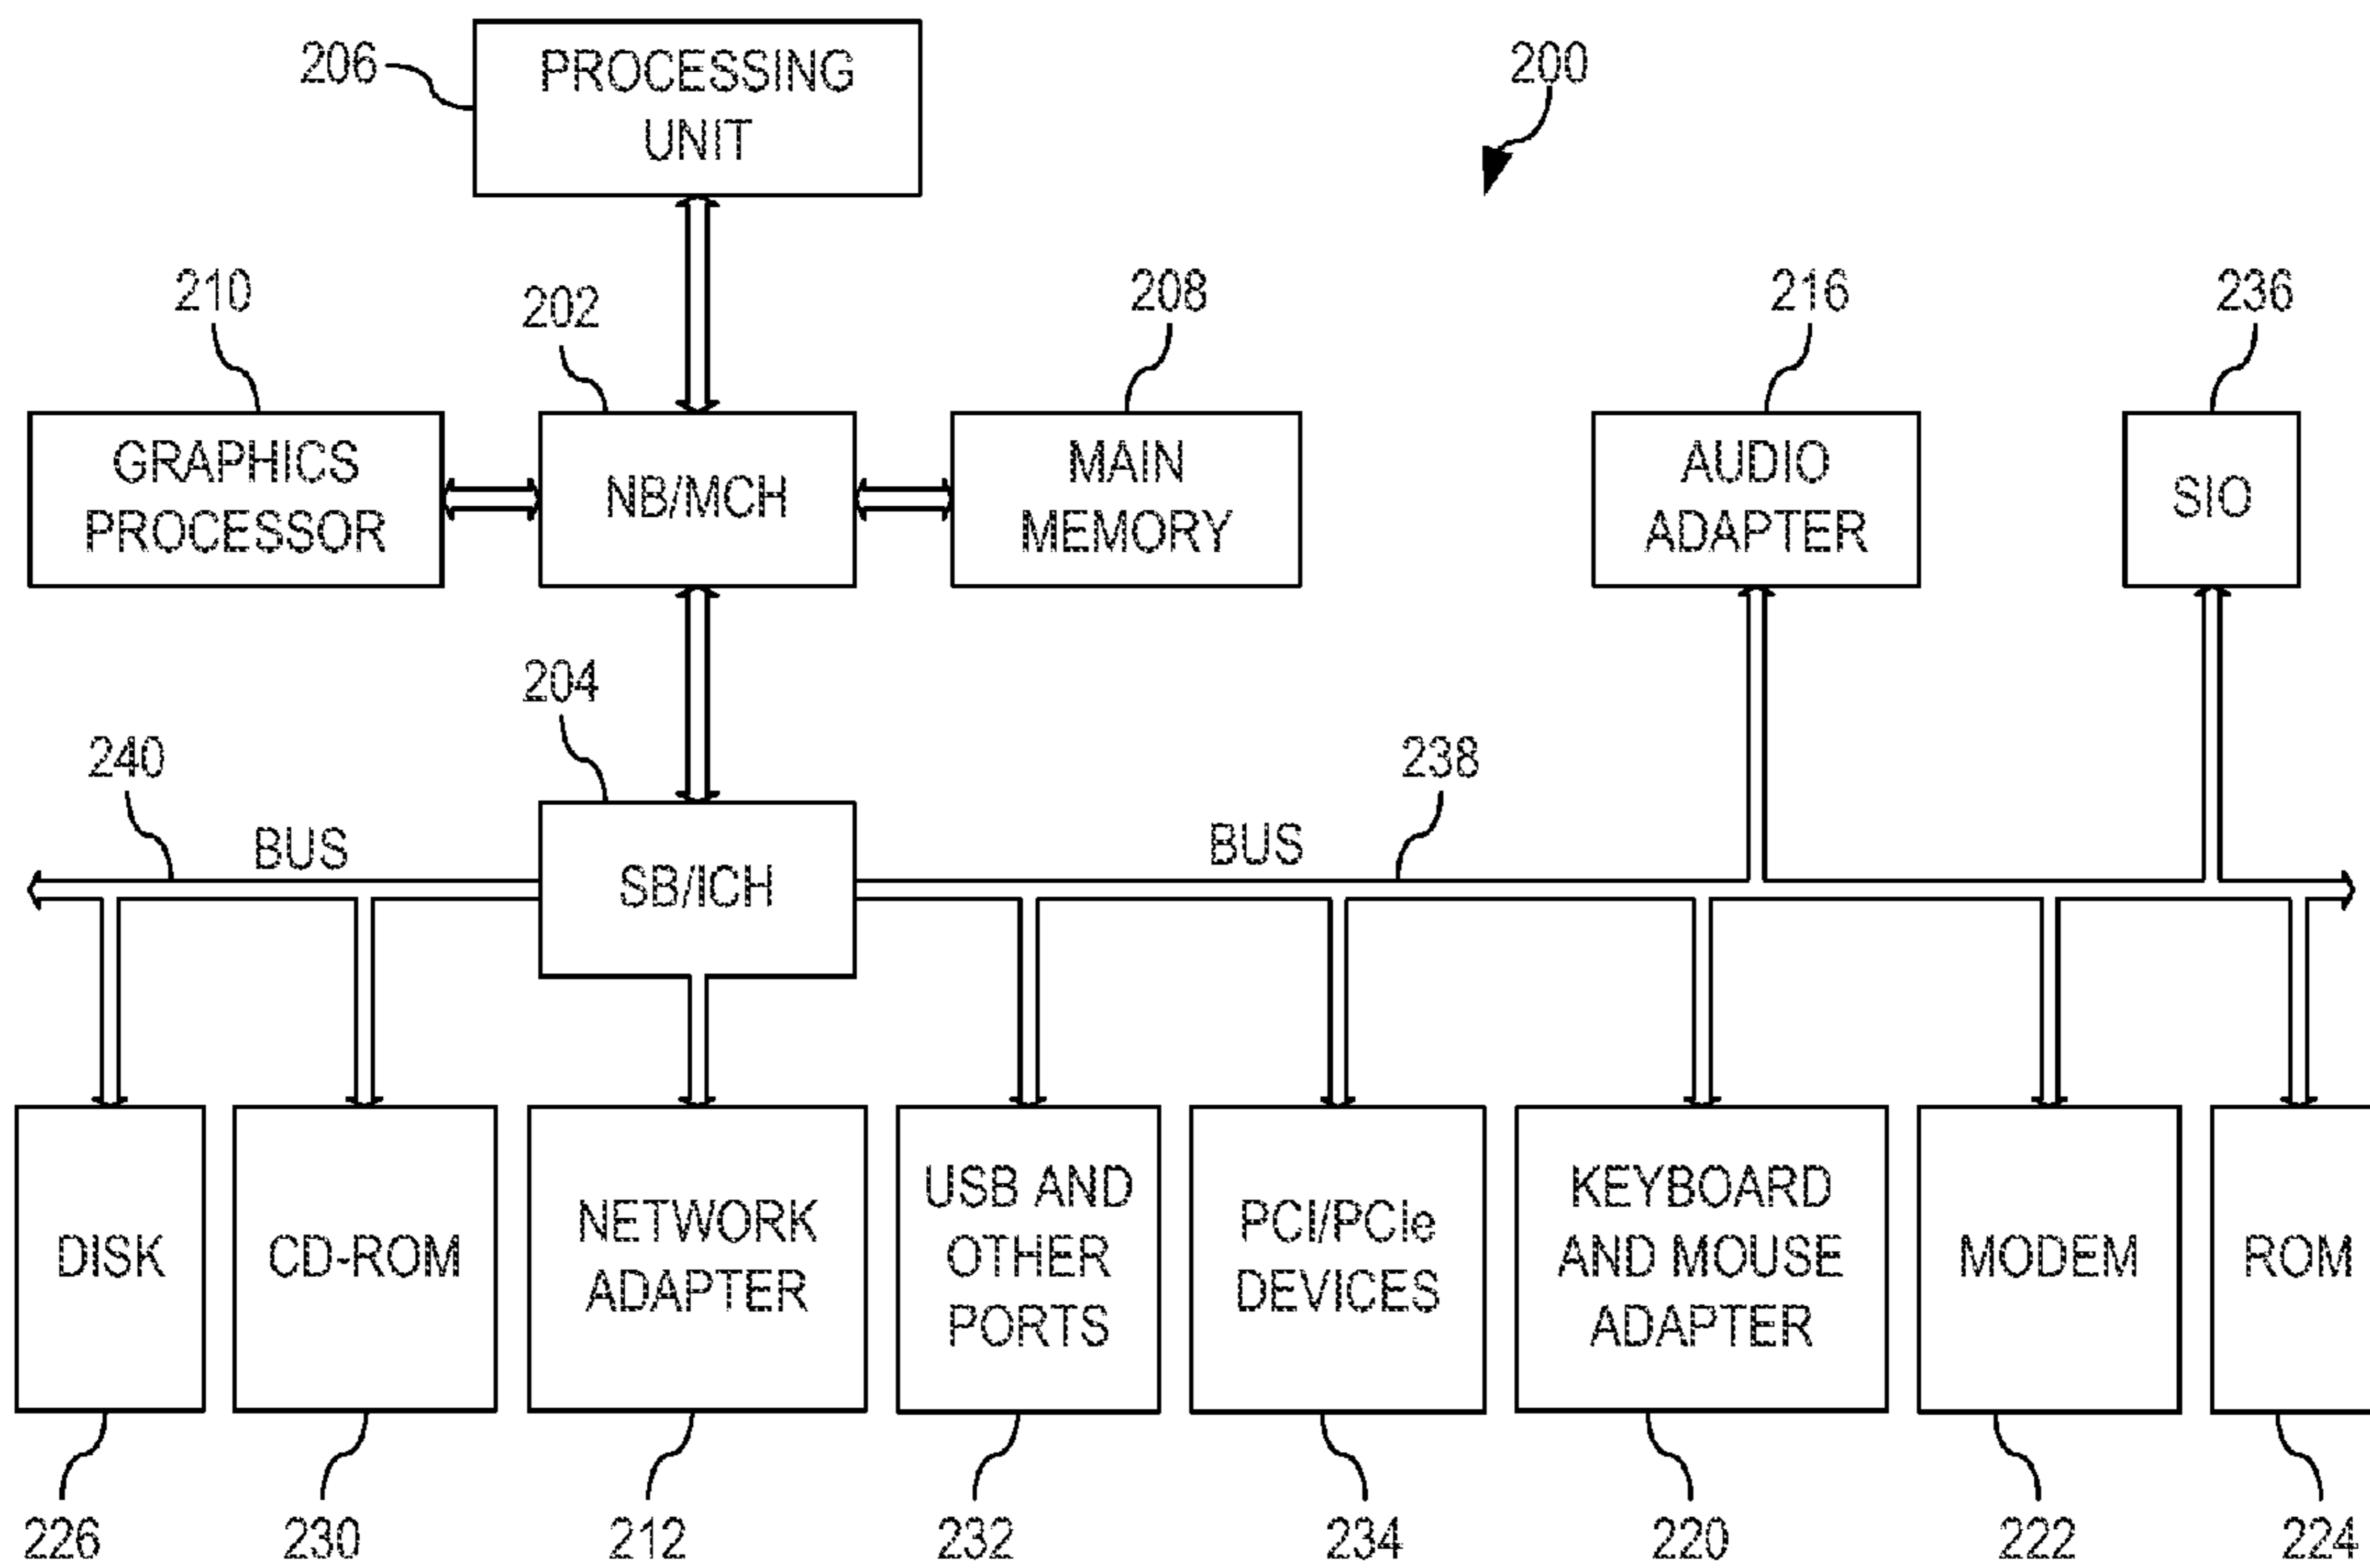 206
PROCESSING
UNIT
200
210
202
208
216
236
GRAPHICS
PROCESSOR
NB/MCH
MAIN
MEMORY
AUDIO
ADAPTER
SIO
204
240
238
BUS
SB/ICH
BUS
DISK
CD-ROM
NETWORK
ADAPTER
USB AND
OTHER
PORTS
PCI/PCIe
DEVICES
KEYBOARD
AND MOUSE
ADAPTER
MODEM
ROM
226
230
212
232
234
220
222
224